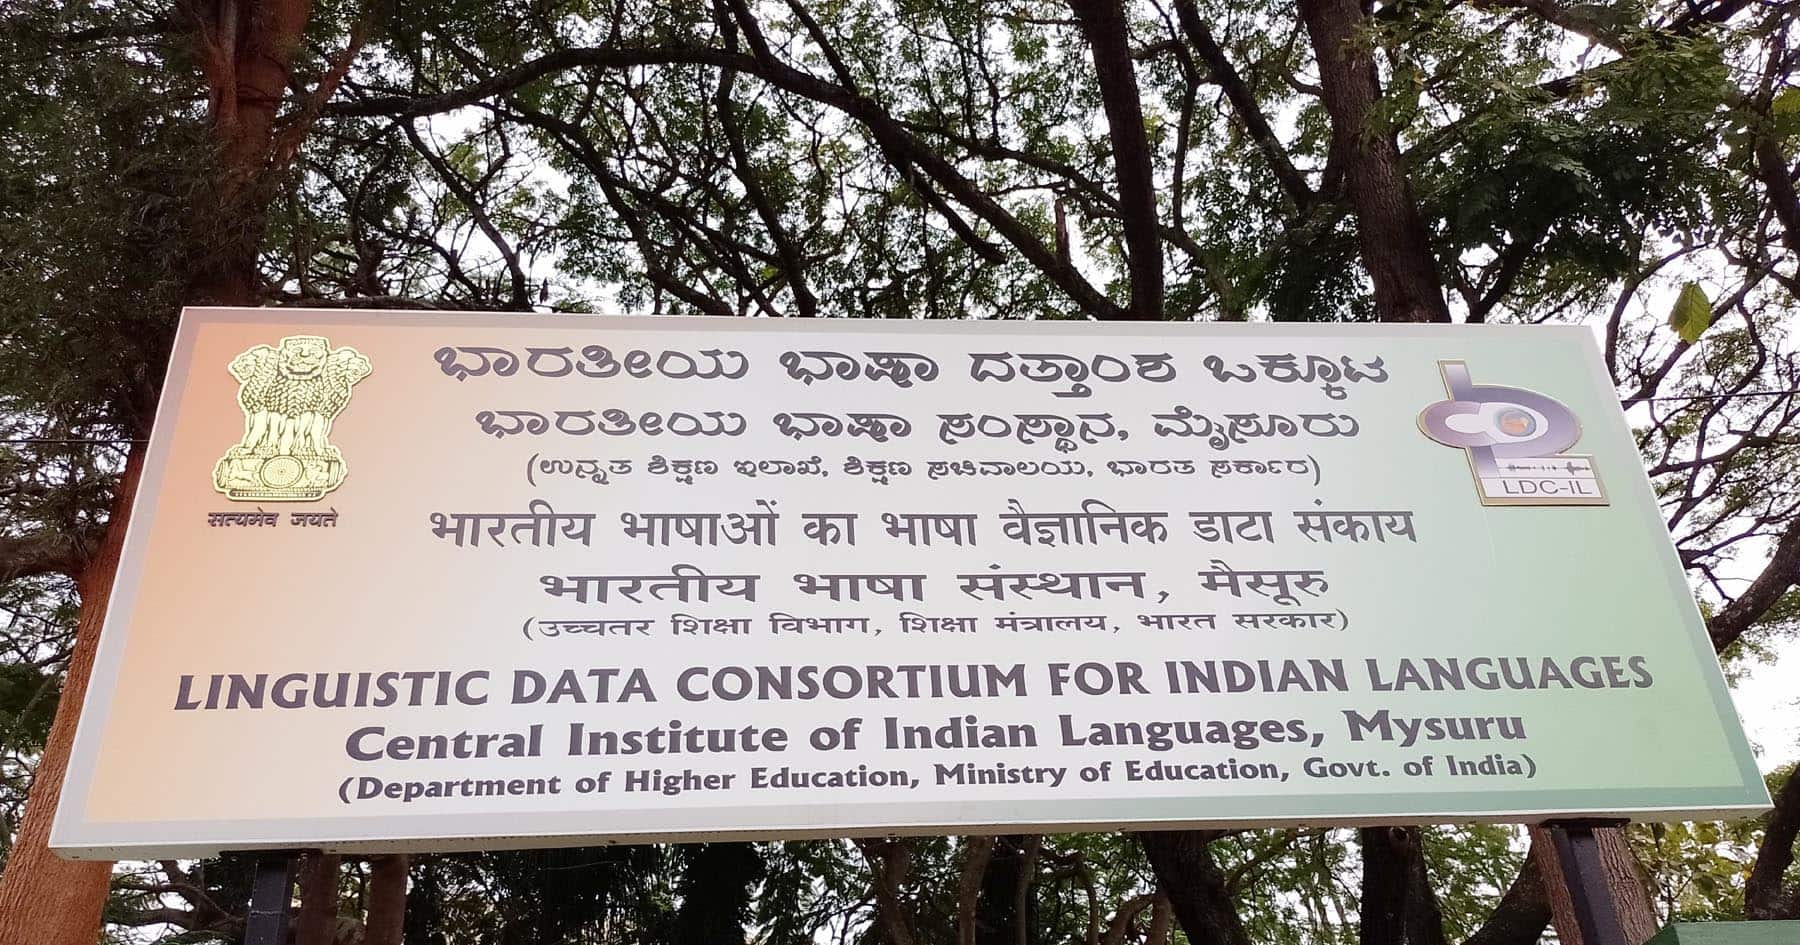 ಭಾರತೀಯ ಭಾಷಾ ದತ್ತಾಂಶ ಒಕ್ಕೂಟ
ಭಾರತೀಯ ಭಾಷಾ ಸಂಸ್ಥಾನ, ಮೈಸೂರು
(ಉನ್ನತ ಶಿಕ್ಷಣ ಇಲಾಖೆ, ಶಿಕ್ಷಣ ಸಚಿವಾಲಯ, ಭಾರತ ಸರ್ಕಾರ)
LDC-IL
सत्यमेव जयते
भारतीय भाषाओं का भाषा वैज्ञानिक डाटा संकाय
भारतीय भाषा संस्थान, मैसूरु
(उच्चतर शिक्षा विभाग, शिक्षा मंत्रालय, भारत सरकार)
LINGUISTIC DATA CONSORTIUM FOR INDIAN LANGUAGES
Central Institute of Indian Languages, Mysuru
(Department of Higher Education, Ministry of Education, Govt. of India)